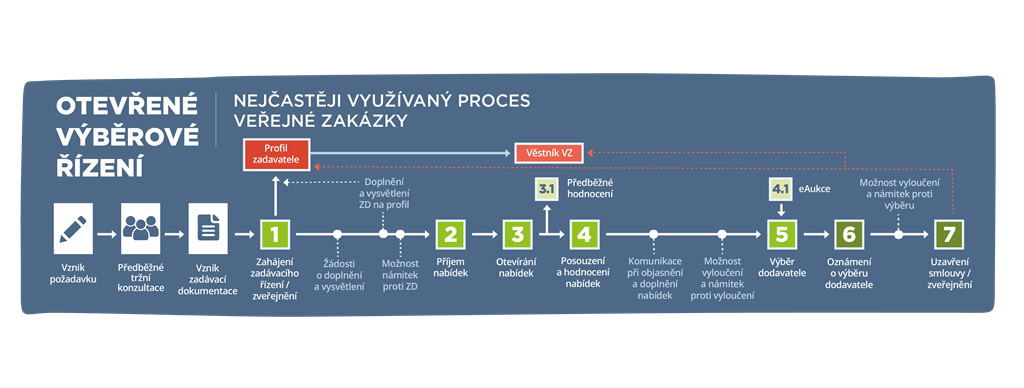 OTEVŘENÉ
VÝBĚROVÉ
ŘÍZENÍ
NEJČASTĚJI VYUŽÍVANÝ PROCES
VEŘEJNÉ ZAKÁZKY
Profil
zadavatele
Věstník VZ
Doplnění
a vysvětlení
ZD na profil
3.1
Předběžné
hodnocení
4.1
eAukce
Možnost vyloučení
a námitek proti
výběru
1
2
3
4
5
6
7
Vznik
požadavku
Předběžné
tržní
konzultace
Vznik
zadávací
dokumentace
Zahájení
zadávacího
řízení /
zveřejnění
Žádosti
o doplnění
a vysvětlení
Možnost
námitek
proti ZD
Příjem
nabídek
Otevírání
nabídek
Posouzení
a hodnocení
nabídek
Komunikace
při objasnění
a doplnění
nabídek
Možnost
vyloučení
a námitek
proti vyloučení
Výběr
dodavatele
Oznámení
o výběru
dodavatele
Uzavření
smlouvy /
zveřejnění